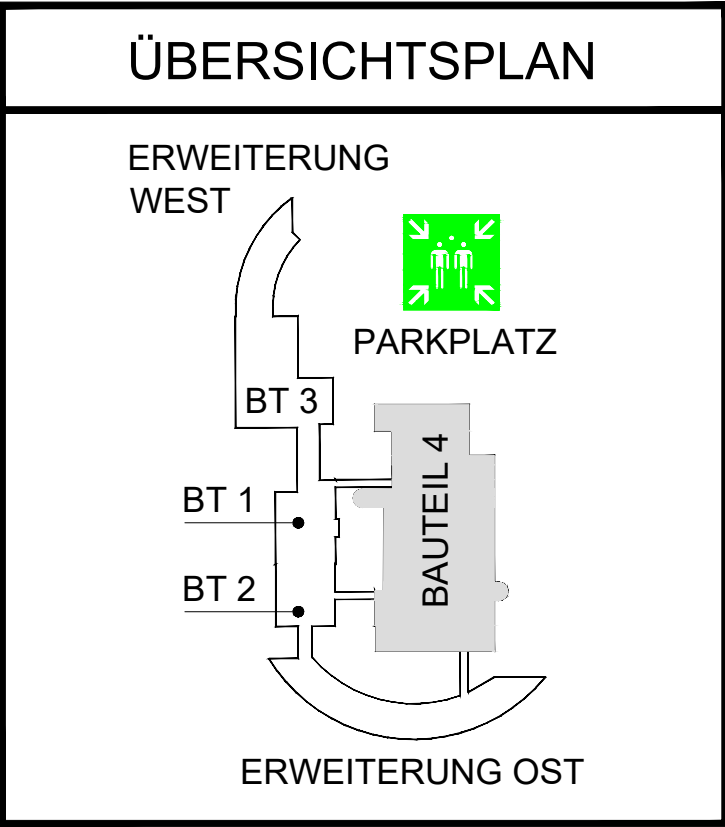 ÜBERSICHTSPLAN
ERWEITERUNG
WEST
PARKPLATZ
BT 3
BAUTEIL 4
BT 1
BT 2
ERWEITERUNG OST